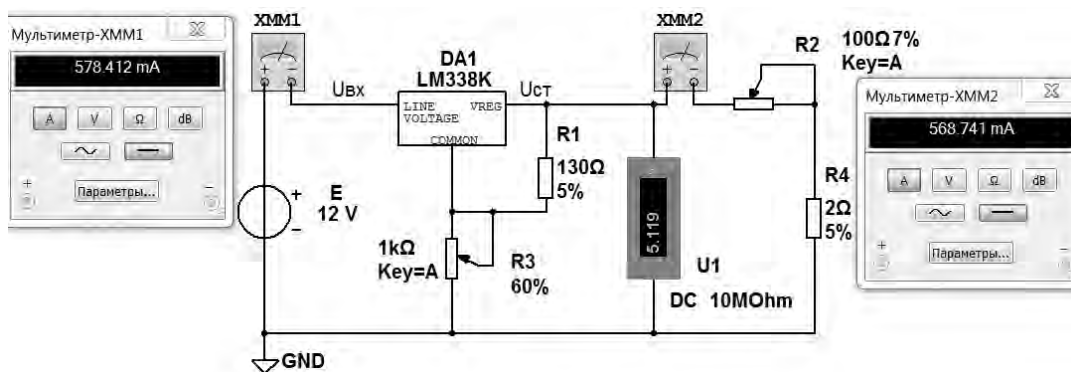 XMM1
Мультиметр-XMM1
578.412 mA
A V Ω dB
Параметры...
+ −
DA1
LM338K
Uвх
LINE VREG
VOLTAGE
COMMON
Uст
XMM2
R2
100Ω 7%
Key=A
Мультиметр-XMM2
568.741 mA
A V Ω dB
Параметры...
+ −
R1
130Ω
5%
E
12 V
1kΩ
Key=A
R3
60%
5.119
U1
DC 10MOhm
R4
2Ω
5%
GND